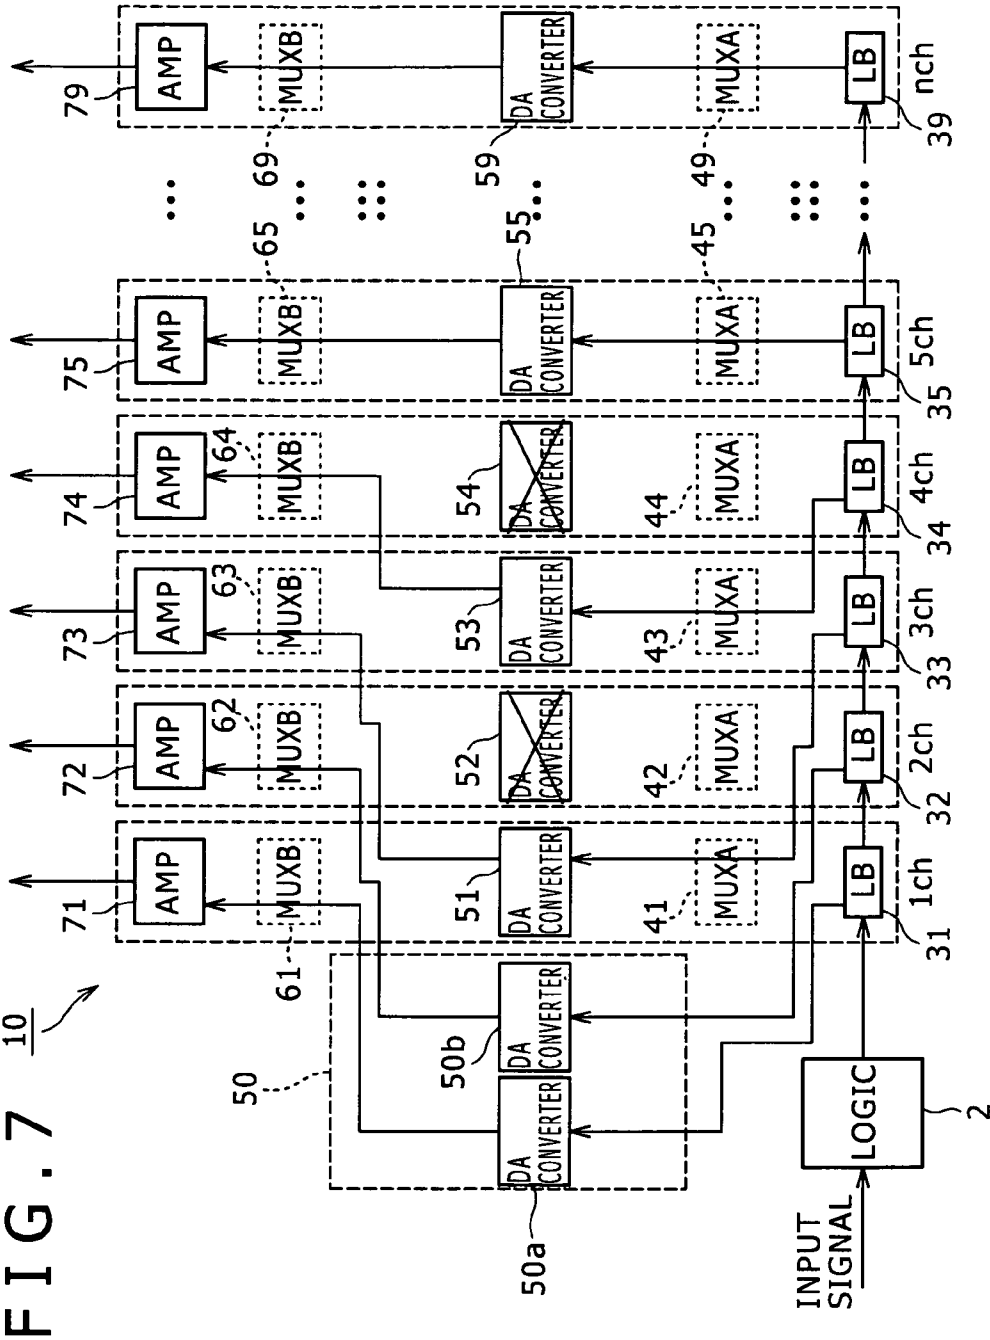 FIG. 7
10
INPUT
SIGNAL
LOGIC
2
50
50a
DA
CONVERTER
50b
DA
CONVERTER
71
AMP
61
MUXB
51
DA
CONVERTER
41
MUXA
LB
31
1ch
72
AMP
62
MUXB
52
DA
CONVERTER
42
MUXA
LB
32
2ch
73
AMP
63
MUXB
53
DA
CONVERTER
43
MUXA
LB
33
3ch
74
AMP
64
MUXB
54
DA
CONVERTER
44
MUXA
LB
34
4ch
75
AMP
65
MUXB
55
DA
CONVERTER
45
MUXA
LB
35
5ch
79
AMP
69
MUXB
59
DA
CONVERTER
49
MUXA
LB
39
nch